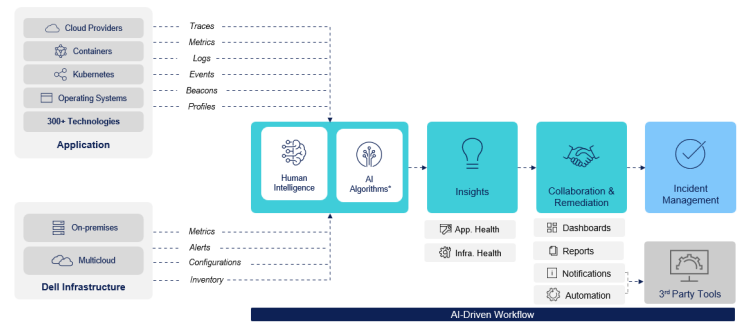 Cloud Providers
Containers
Kubernetes
Operating Systems
300+ Technologies
Application
Traces
Metrics
Logs
Events
Beacons
Profiles
On-premises
Multicloud
Dell Infrastructure
Metrics
Alerts
Configurations
Inventory
Human
Intelligence
AI
Algorithms*
Insights
App. Health
Infra. Health
Collaboration &
Remediation
Dashboards
Reports
Notifications
Automation
Incident
Management
3rd Party Tools
AI-Driven Workflow